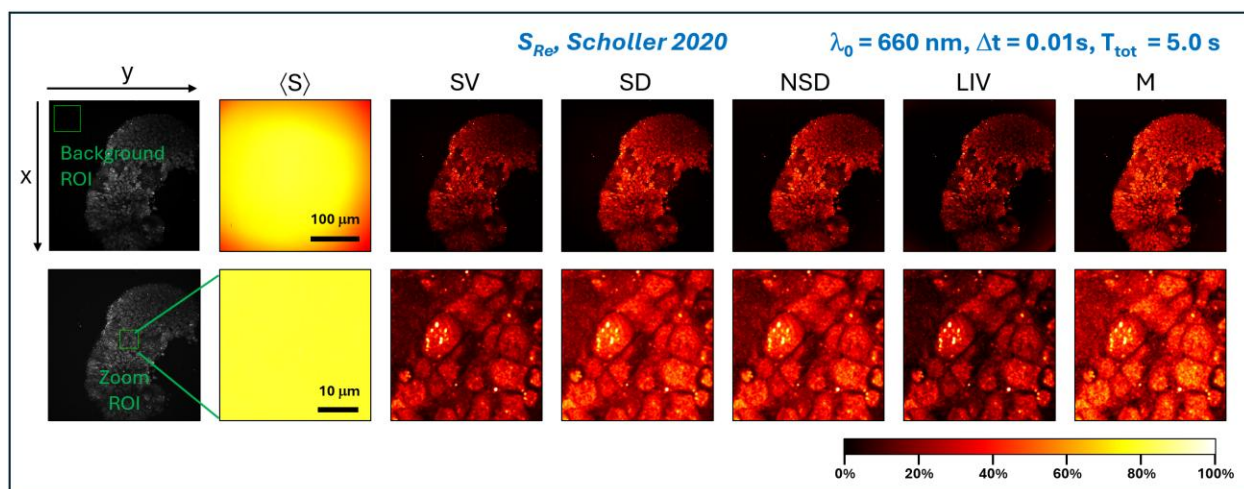 S_Re, Scholler 2020 λ₀ = 660 nm, Δt = 0.01s, T_tot = 5.0 s
y ⟨S⟩ SV SD NSD LIV M
x
Background
ROI
100 μm
Zoom
ROI
10 μm
0% 20% 40% 60% 80% 100%